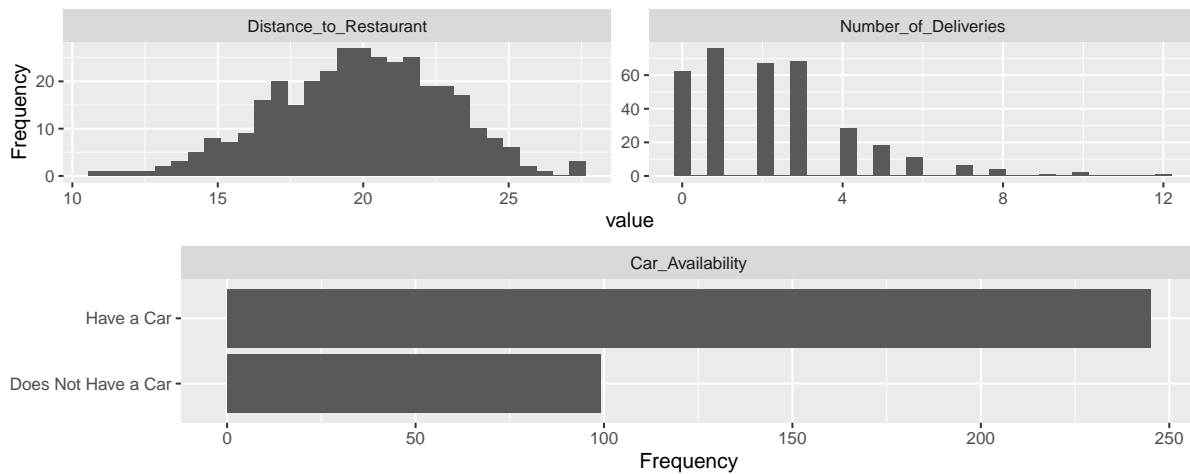 Distance_to_Restaurant
Number_of_Deliveries
Frequency
0
10
20
10
15
20
25
0
20
40
60
0
4
8
12
value
Car_Availability
Have a Car
Does Not Have a Car
0
50
100
150
200
250
Frequency